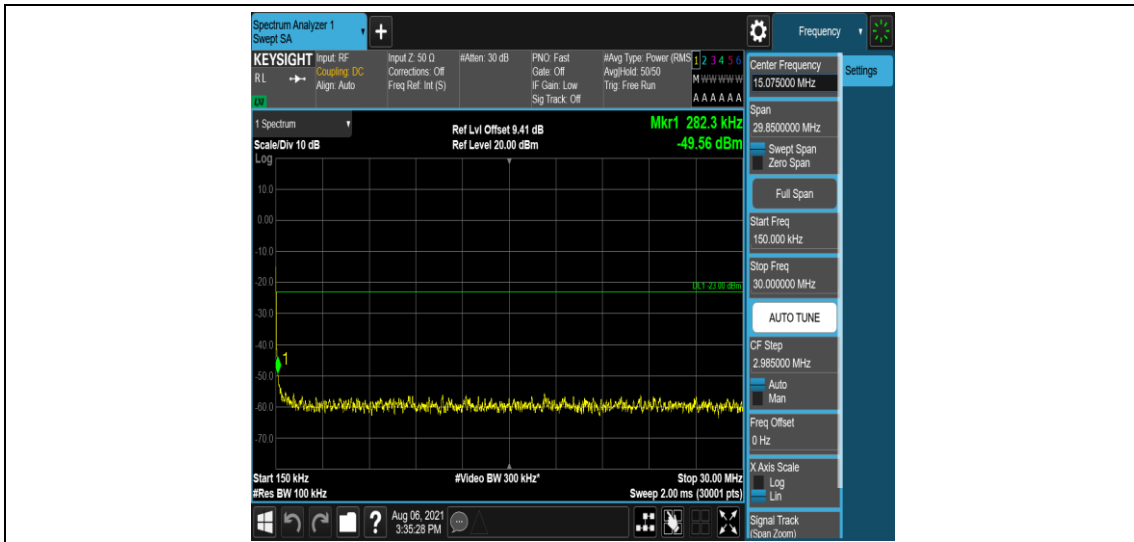 Spectrum Analyzer 1
Swept SA
+
Frequency
KEYSIGHT
RL
LM
Input: RF
Coupling: DC
Align: Auto
Input Z: 50 Ω
Corrections: Off
Freq Ref: Int (S)
#Atten: 30 dB
PNO: Fast
Gate: Off
IF Gain: Low
Sig Track: Off
#Avg Type: Power (RMS
Avg|Hold: 50/50
Trig: Free Run
1 2 3 4 5 6
M W W W W W
A A A A A A
1 Spectrum
Scale/Div 10 dB
Ref Lvl Offset 9.41 dB
Ref Level 20.00 dBm
Mkr1 282.3 kHz
-49.56 dBm
Log
10.0
0.00
-10.0
-20.0
DL1 -23.00 dBm
-30.0
-40.0
1
-50.0
-60.0
-70.0
Start 150 kHz
#Res BW 100 kHz
#Video BW 300 kHz*
Stop 30.00 MHz
Sweep 2.00 ms (30001 pts)
Center Frequency
15.075000 MHz
Settings
Span
29.8500000 MHz
Swept Span
Zero Span
Full Span
Start Freq
150.000 kHz
Stop Freq
30.000000 MHz
AUTO TUNE
CF Step
2.985000 MHz
Auto
Man
Freq Offset
0 Hz
X Axis Scale
Log
Lin
Signal Track
(Span Zoom)
?
Aug 06, 2021
3:35:28 PM